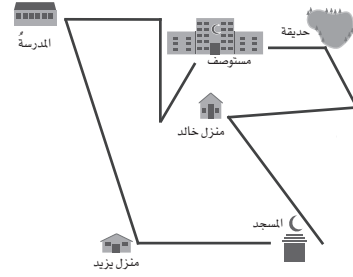 حديقة
مستوصف
المدرسةُ
منزل خالد
المسجد
منزل يزيد